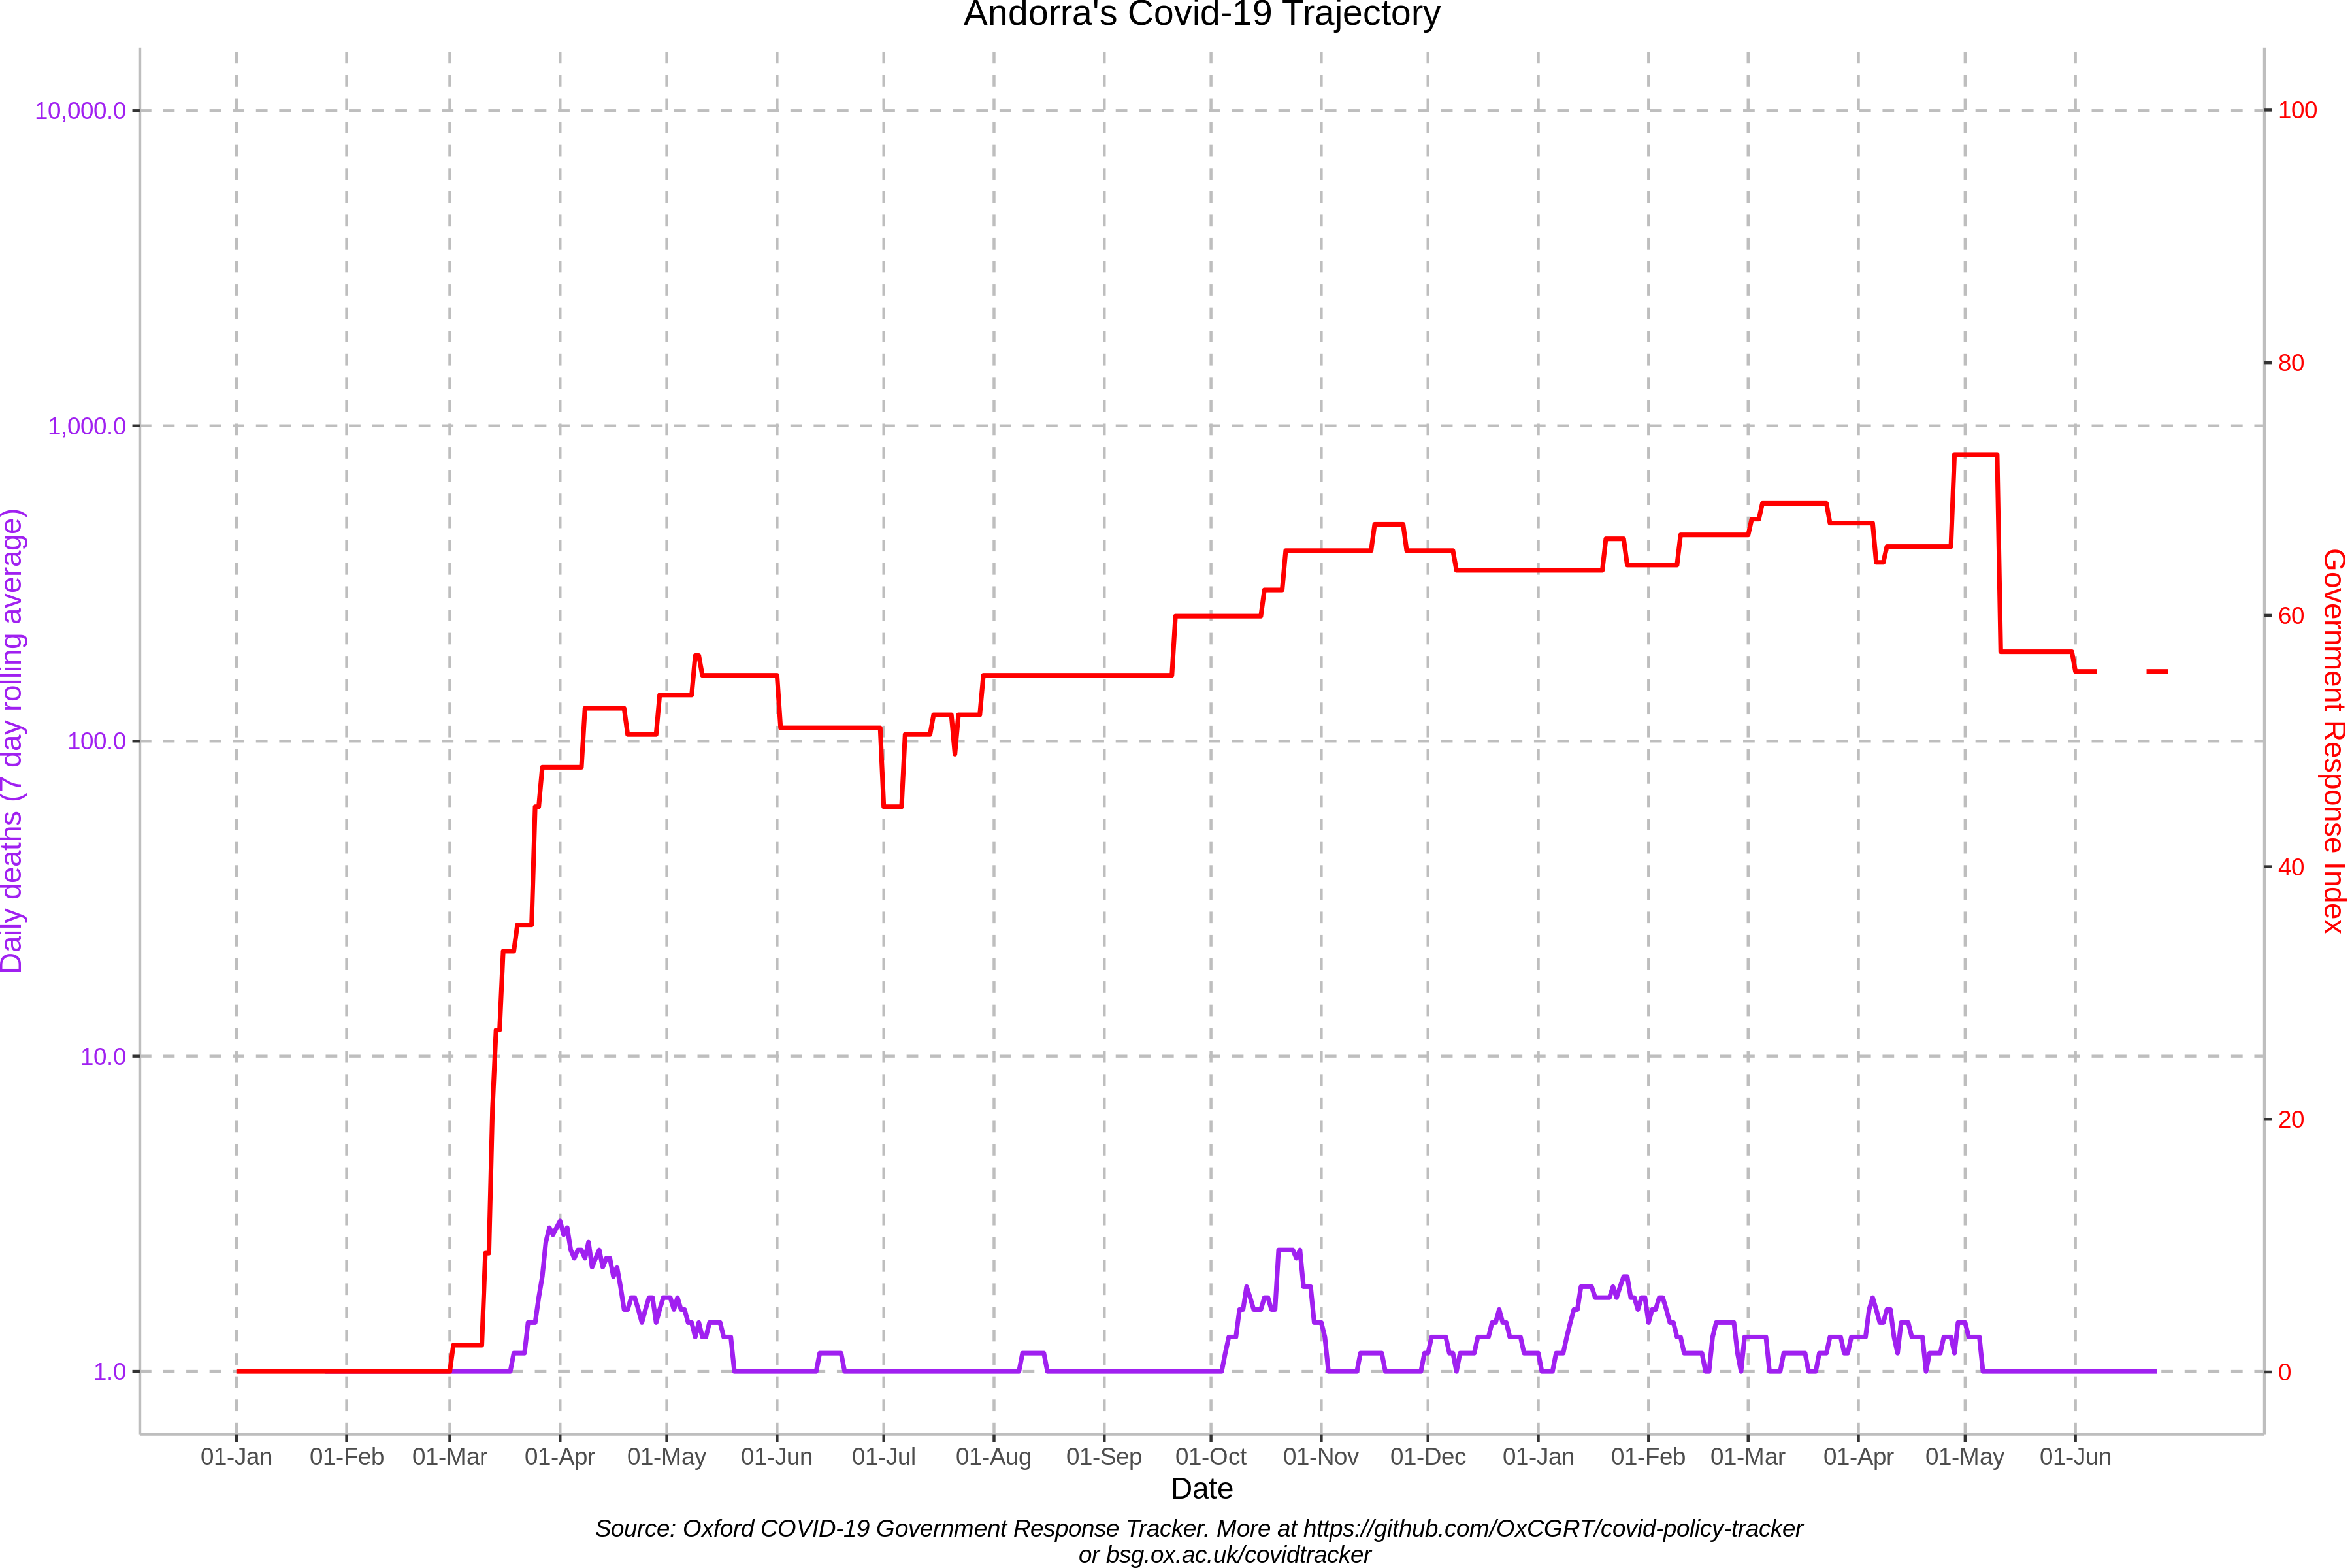 Andorra's Covid-19 Trajectory
10,000.0
1,000.0
100.0
10.0
1.0
Daily deaths (7 day rolling average)
100
80
60
40
20
0
Government Response Index
01-Jan 01-Feb 01-Mar 01-Apr 01-May 01-Jun 01-Jul 01-Aug 01-Sep 01-Oct 01-Nov 01-Dec 01-Jan 01-Feb 01-Mar 01-Apr 01-May 01-Jun
Date
Source: Oxford COVID-19 Government Response Tracker. More at https://github.com/OxCGRT/covid-policy-tracker
or bsg.ox.ac.uk/covidtracker